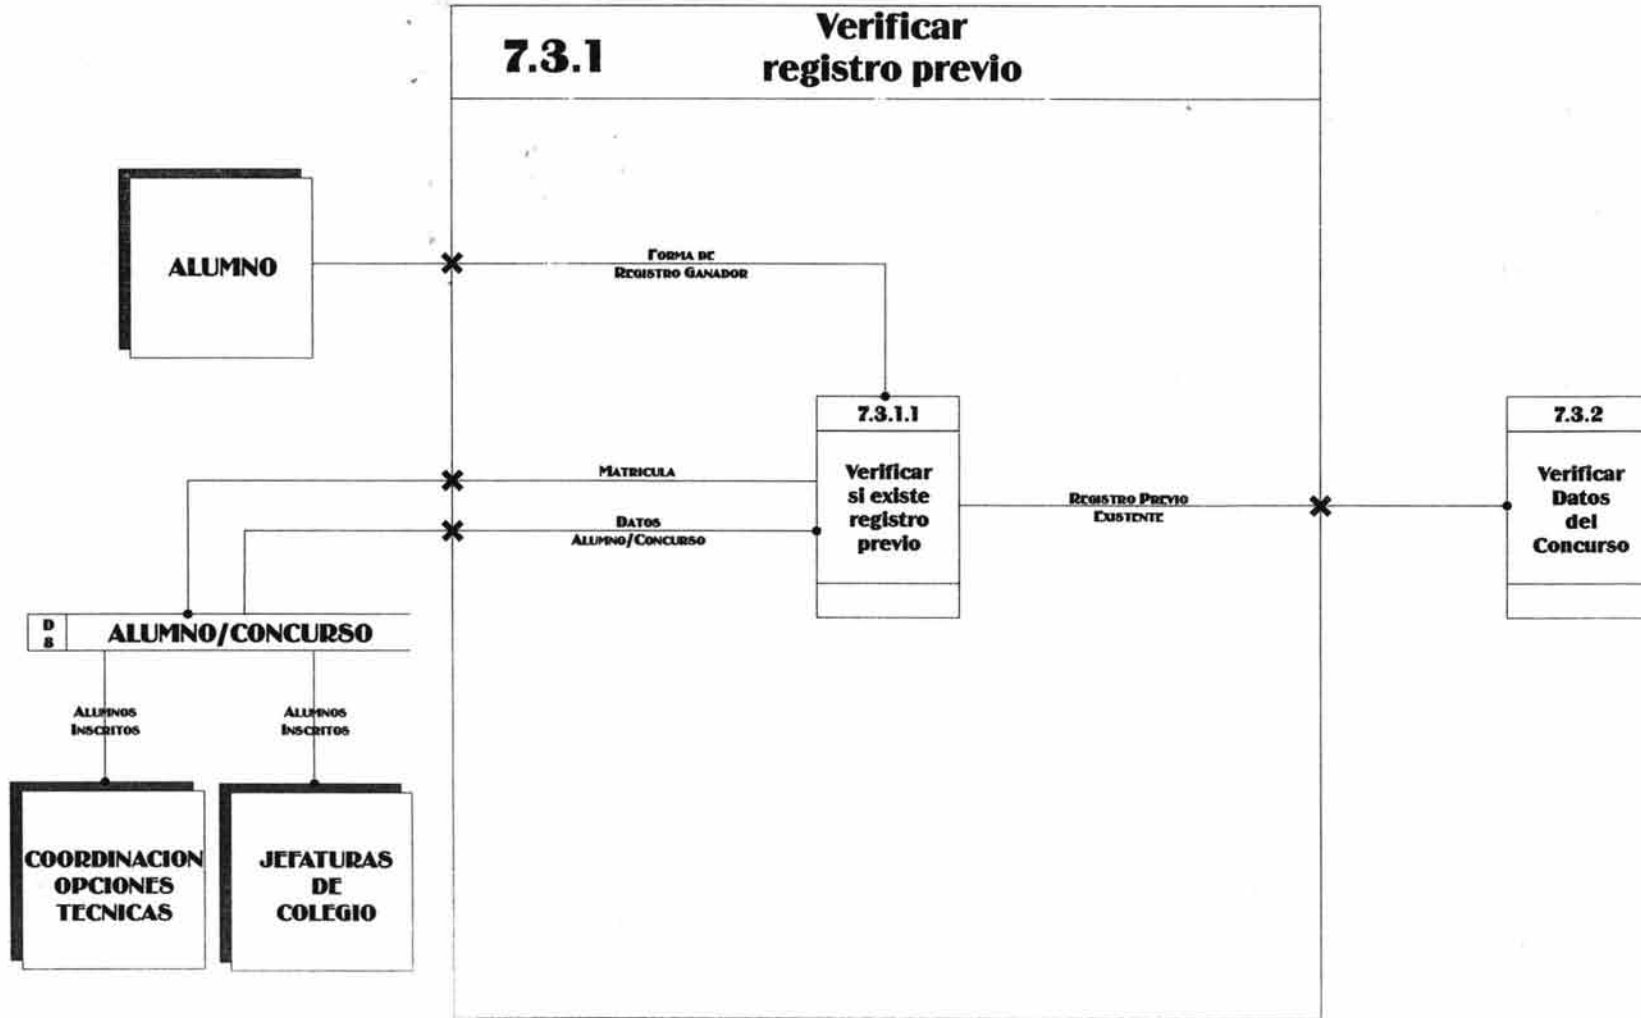 7.3.1
Verificar
registro previo
ALUMNO
FORMA DE
REGISTRO GANADOR
7.3.1.1
Verificar
si existe
registro
previo
MATRICULA
DATOS
ALUMNO/CONCURSO
REGISTRO PREVIO
EXISTENTE
7.3.2
Verificar
Datos
del
Concurso
D
8
ALUMNO/CONCURSO
ALUMNOS
INSCRITOS
ALUMNOS
INSCRITOS
COORDINACION
OPCIONES
TECNICAS
JEFATURAS
DE
COLEGIO